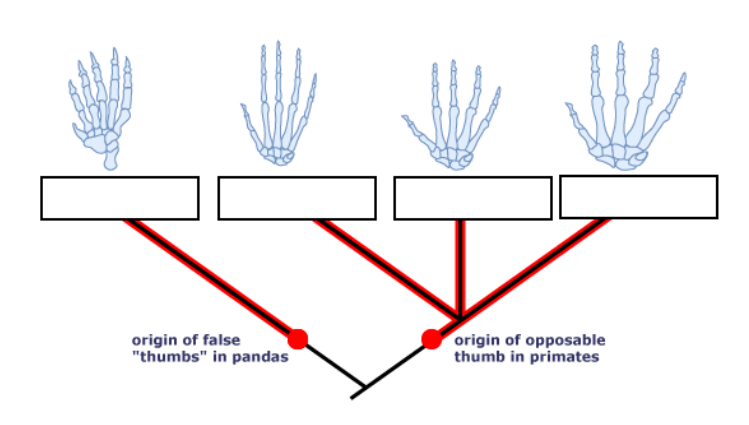 origin of false
"thumbs" in pandas
origin of opposable
thumb in primates